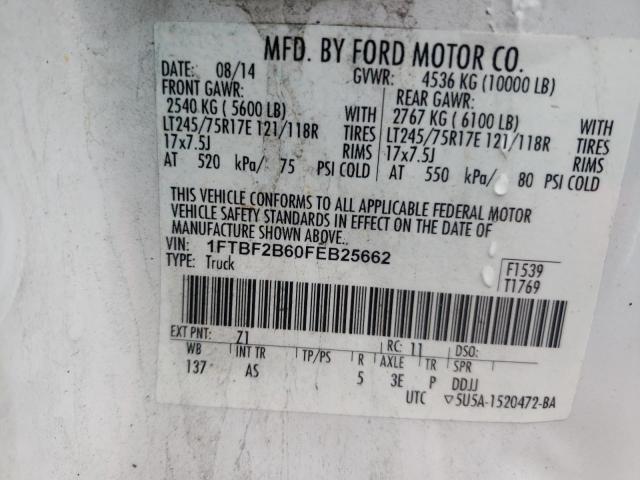 MFD. BY FORD MOTOR CO.
DATE: 08/14 GVWR: 4536 KG (10000 LB)
FRONT GAWR: REAR GAWR:
2540 KG ( 5600 LB) WITH 2767 KG ( 6100 LB) WITH
LT245/75R17E 121/118R TIRES LT245/75R17E 121/118R TIRES
17x7.5J RIMS 17x7.5J RIMS
AT 520 kPa/ 75 PSI COLD AT 550 kPa/ 80 PSI COLD
THIS VEHICLE CONFORMS TO ALL APPLICABLE FEDERAL MOTOR
VEHICLE SAFETY STANDARDS IN EFFECT ON THE DATE OF
MANUFACTURE SHOWN ABOVE.
VIN: 1FTBF2B60FEB25662
TYPE: Truck
F1539
T1769
EXT PNT: Z1 RC: 11 DSO:
WB INT TR TP/PS R AXLE TR SPR
137 AS 5 3E P DDJJ
UTC ▽5U5A-1520472-BA